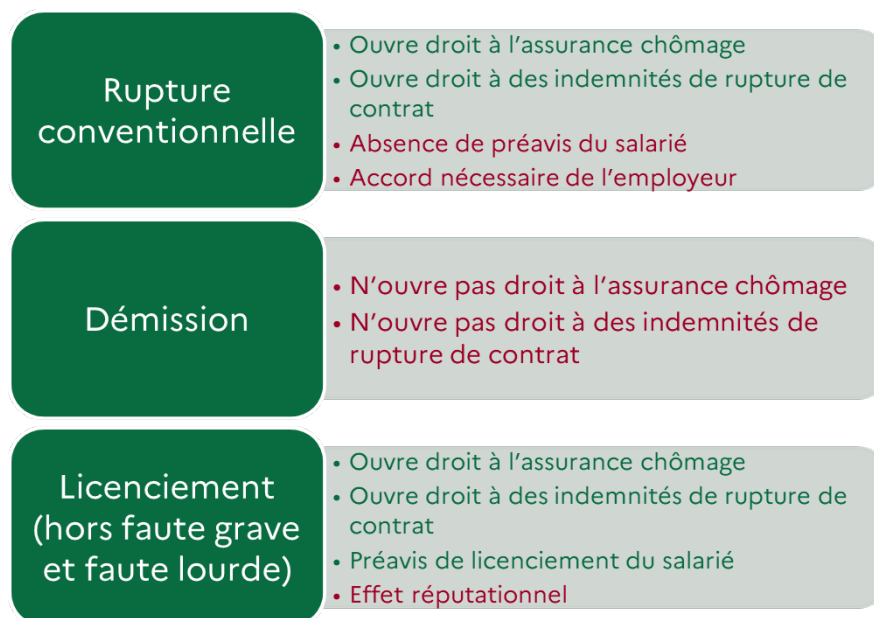 Rupture
conventionnelle
• Ouvre droit à l’assurance chômage
• Ouvre droit à des indemnités de rupture de
contrat
• Absence de préavis du salarié
• Accord nécessaire de l’employeur
Démission
• N’ouvre pas droit à l’assurance chômage
• N’ouvre pas droit à des indemnités de
rupture de contrat
Licenciement
(hors faute grave
et faute lourde)
• Ouvre droit à l’assurance chômage
• Ouvre droit à des indemnités de rupture de
contrat
• Préavis de licenciement du salarié
• Effet réputationnel